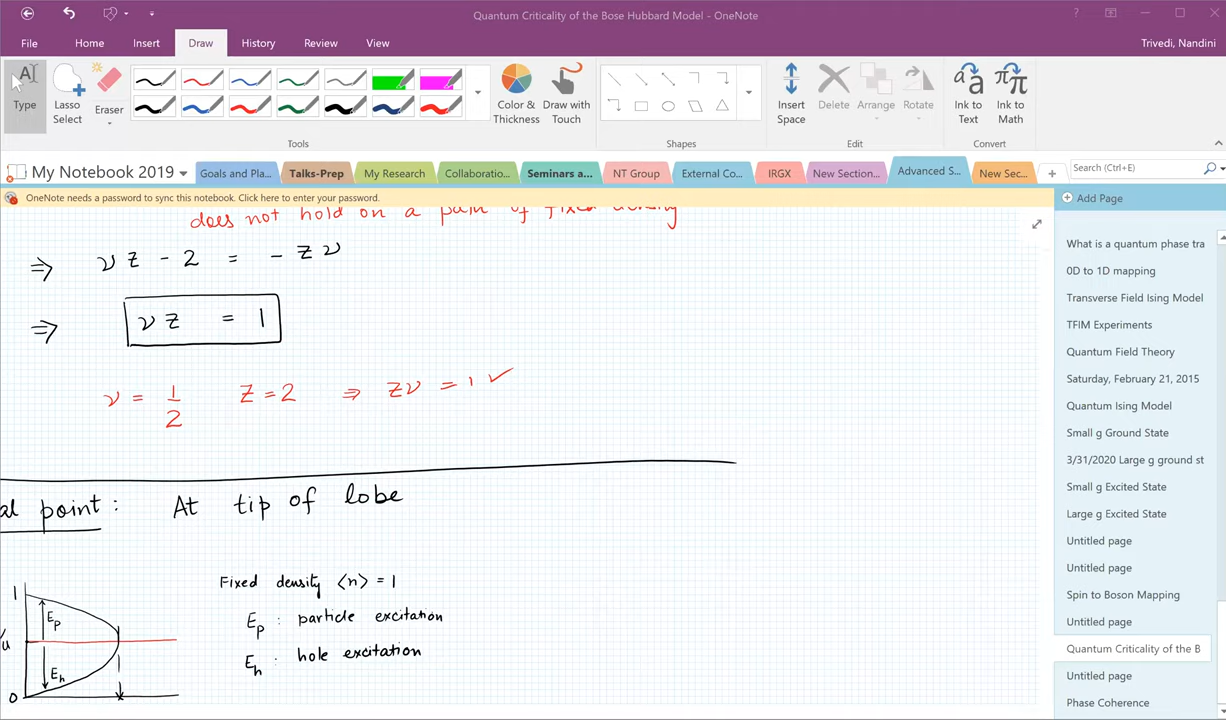 Quantum Criticality of the Bose Hubbard Model - OneNote
?
File Home Insert Draw History Review View
Trivedi, Nandini
Type
Lasso Select
Eraser
Color & Thickness
Draw with Touch
Insert Space
Delete
Arrange
Rotate
Ink to Text
Ink to Math
Tools
Shapes
Edit
Convert
My Notebook 2019
Goals and Pla...
Talks-Prep
My Research
Collaboratio...
Seminars a...
NT Group
External Co...
IRGX
New Section...
Advanced S...
New Sec...
Search (Ctrl+E)
OneNote needs a password to sync this notebook. Click here to enter your password.
Add Page
does not hold on a path of fixed density
⇒ ν z - 2 = - z ν
⇒ ν z = 1
ν = 1/2 z = 2 ⇒ zν = 1 ✓
al point: At tip of lobe
Fixed density ⟨n⟩ = 1
E_p : particle excitation
E_h : hole excitation
1
E_p
/u
E_h
0
What is a quantum phase tra
0D to 1D mapping
Transverse Field Ising Model
TFIM Experiments
Quantum Field Theory
Saturday, February 21, 2015
Quantum Ising Model
Small g Ground State
3/31/2020 Large g ground st
Small g Excited State
Large g Excited State
Untitled page
Untitled page
Spin to Boson Mapping
Untitled page
Quantum Criticality of the B
Untitled page
Phase Coherence